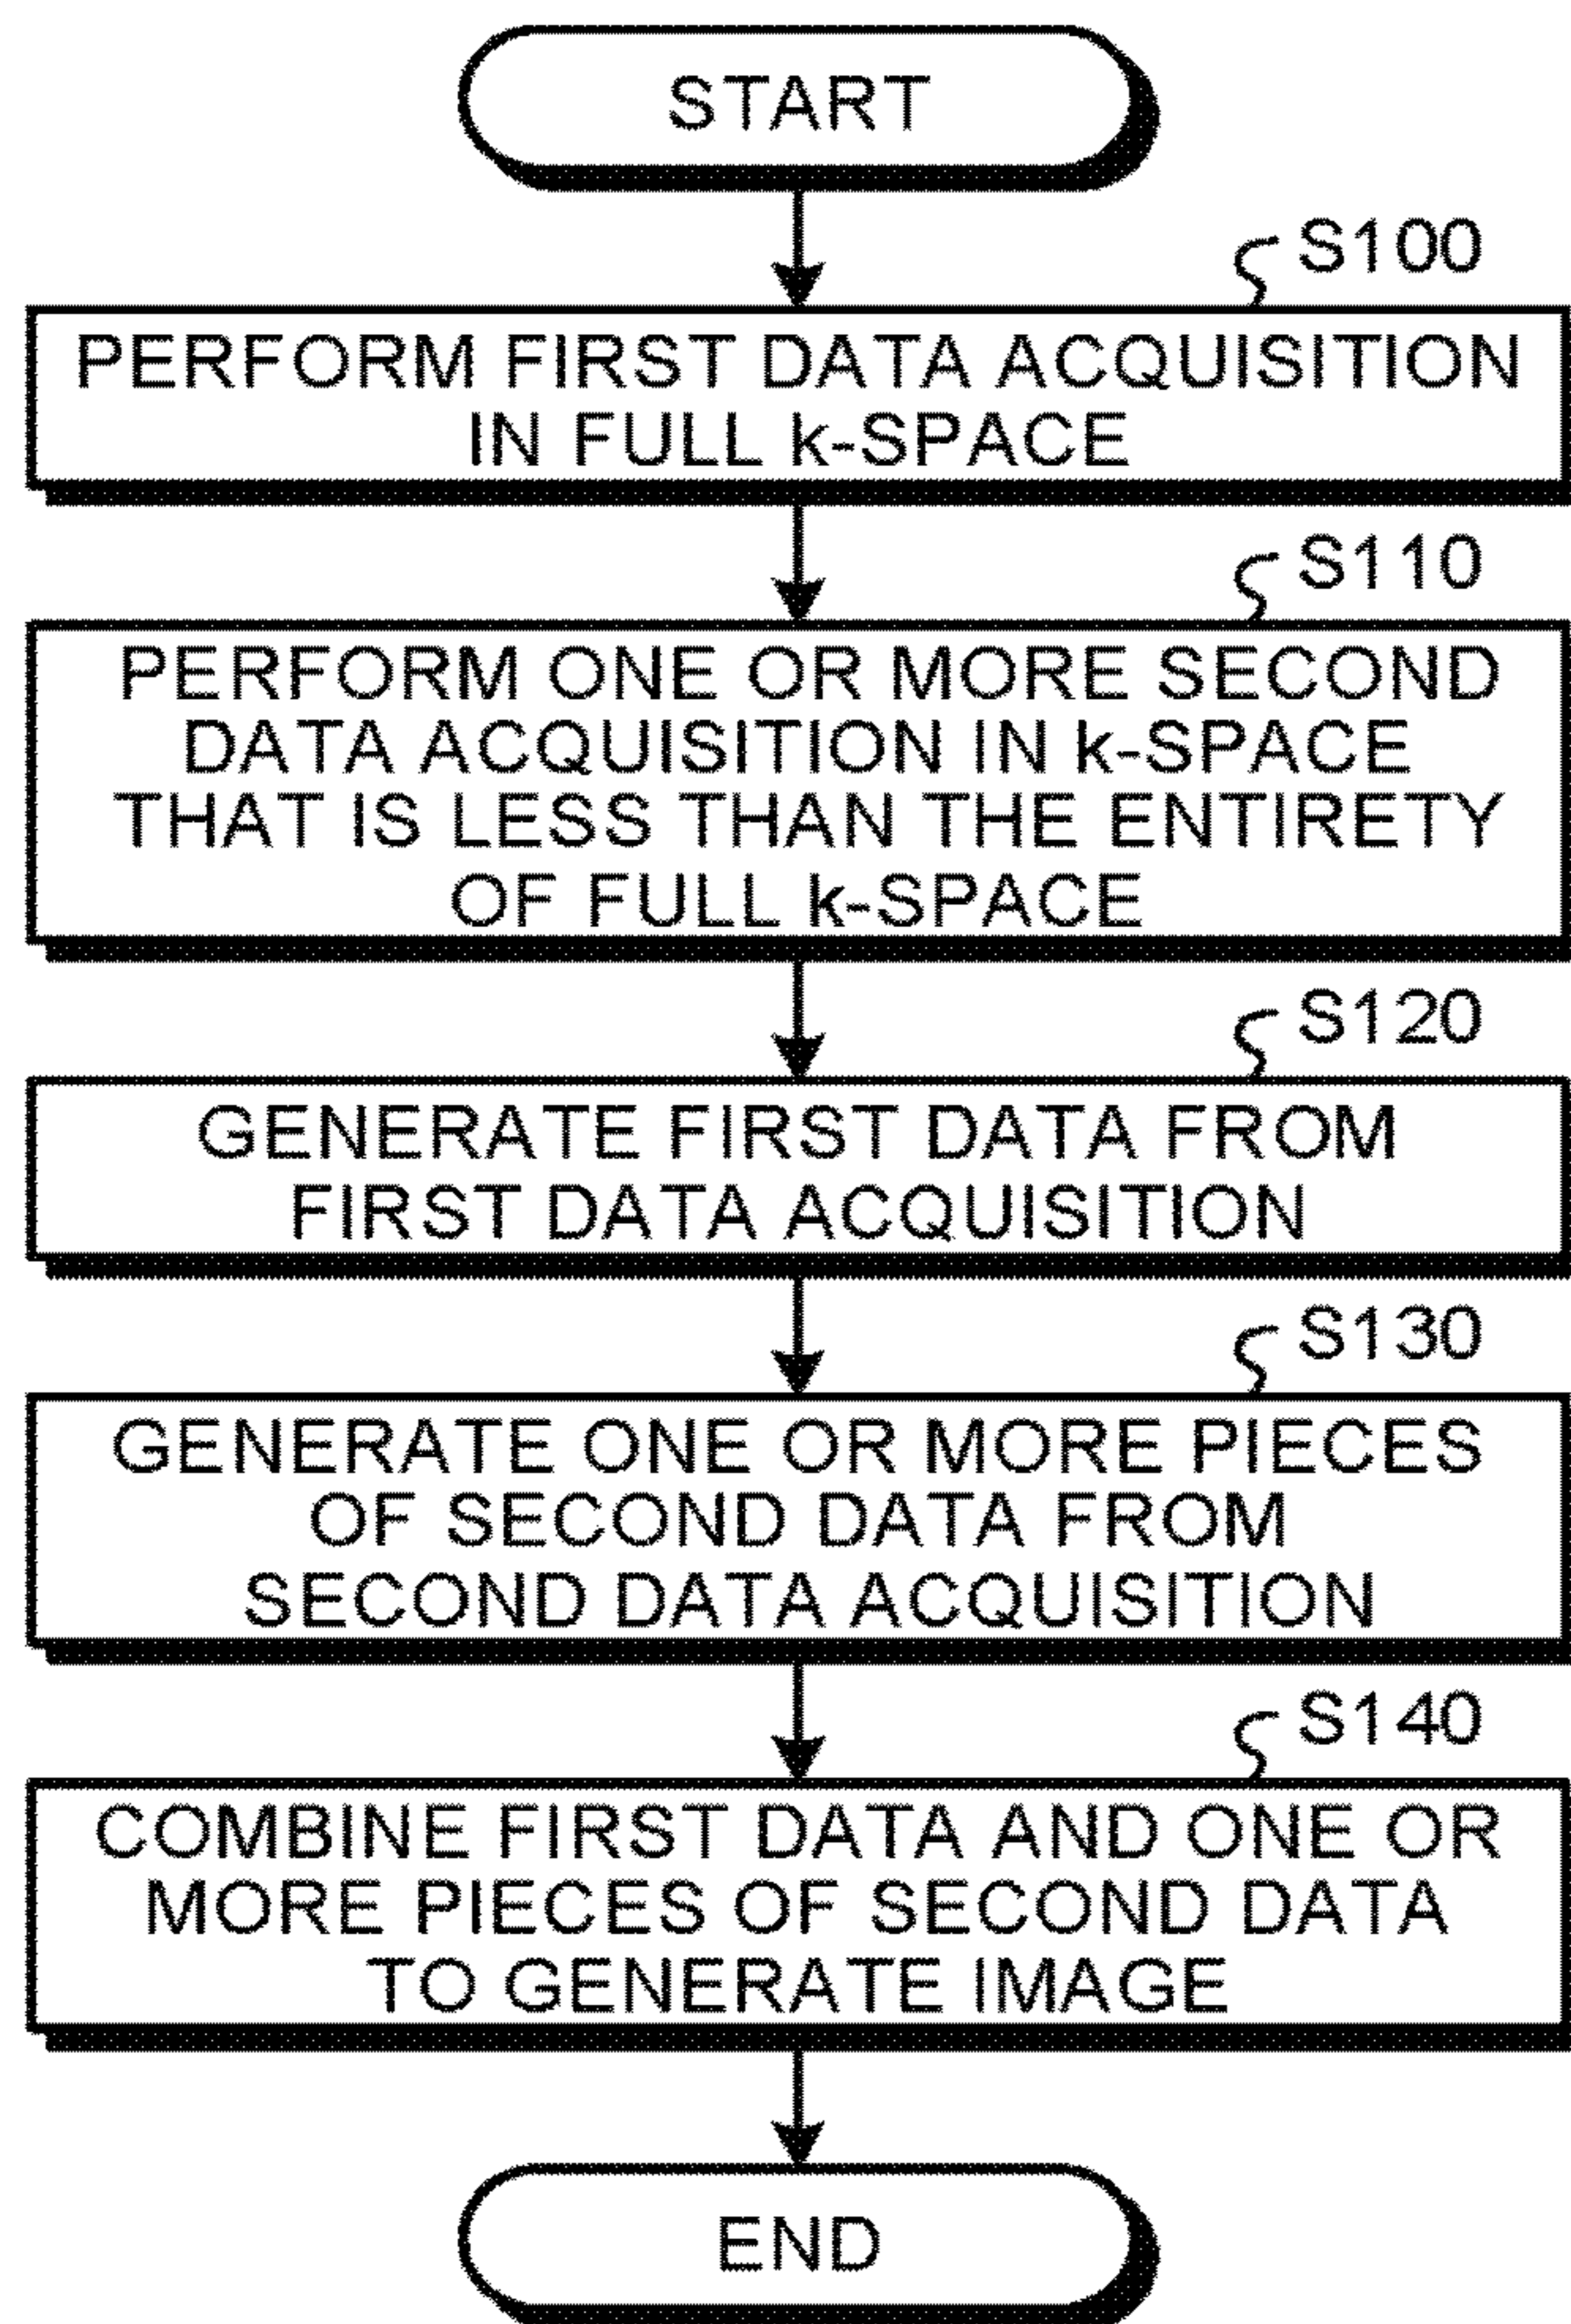 START
S100
PERFORM FIRST DATA ACQUISITION
IN FULL k-SPACE
S110
PERFORM ONE OR MORE SECOND
DATA ACQUISITION IN k-SPACE
THAT IS LESS THAN THE ENTIRETY
OF FULL k-SPACE
S120
GENERATE FIRST DATA FROM
FIRST DATA ACQUISITION
S130
GENERATE ONE OR MORE PIECES
OF SECOND DATA FROM
SECOND DATA ACQUISITION
S140
COMBINE FIRST DATA AND ONE OR
MORE PIECES OF SECOND DATA
TO GENERATE IMAGE
END